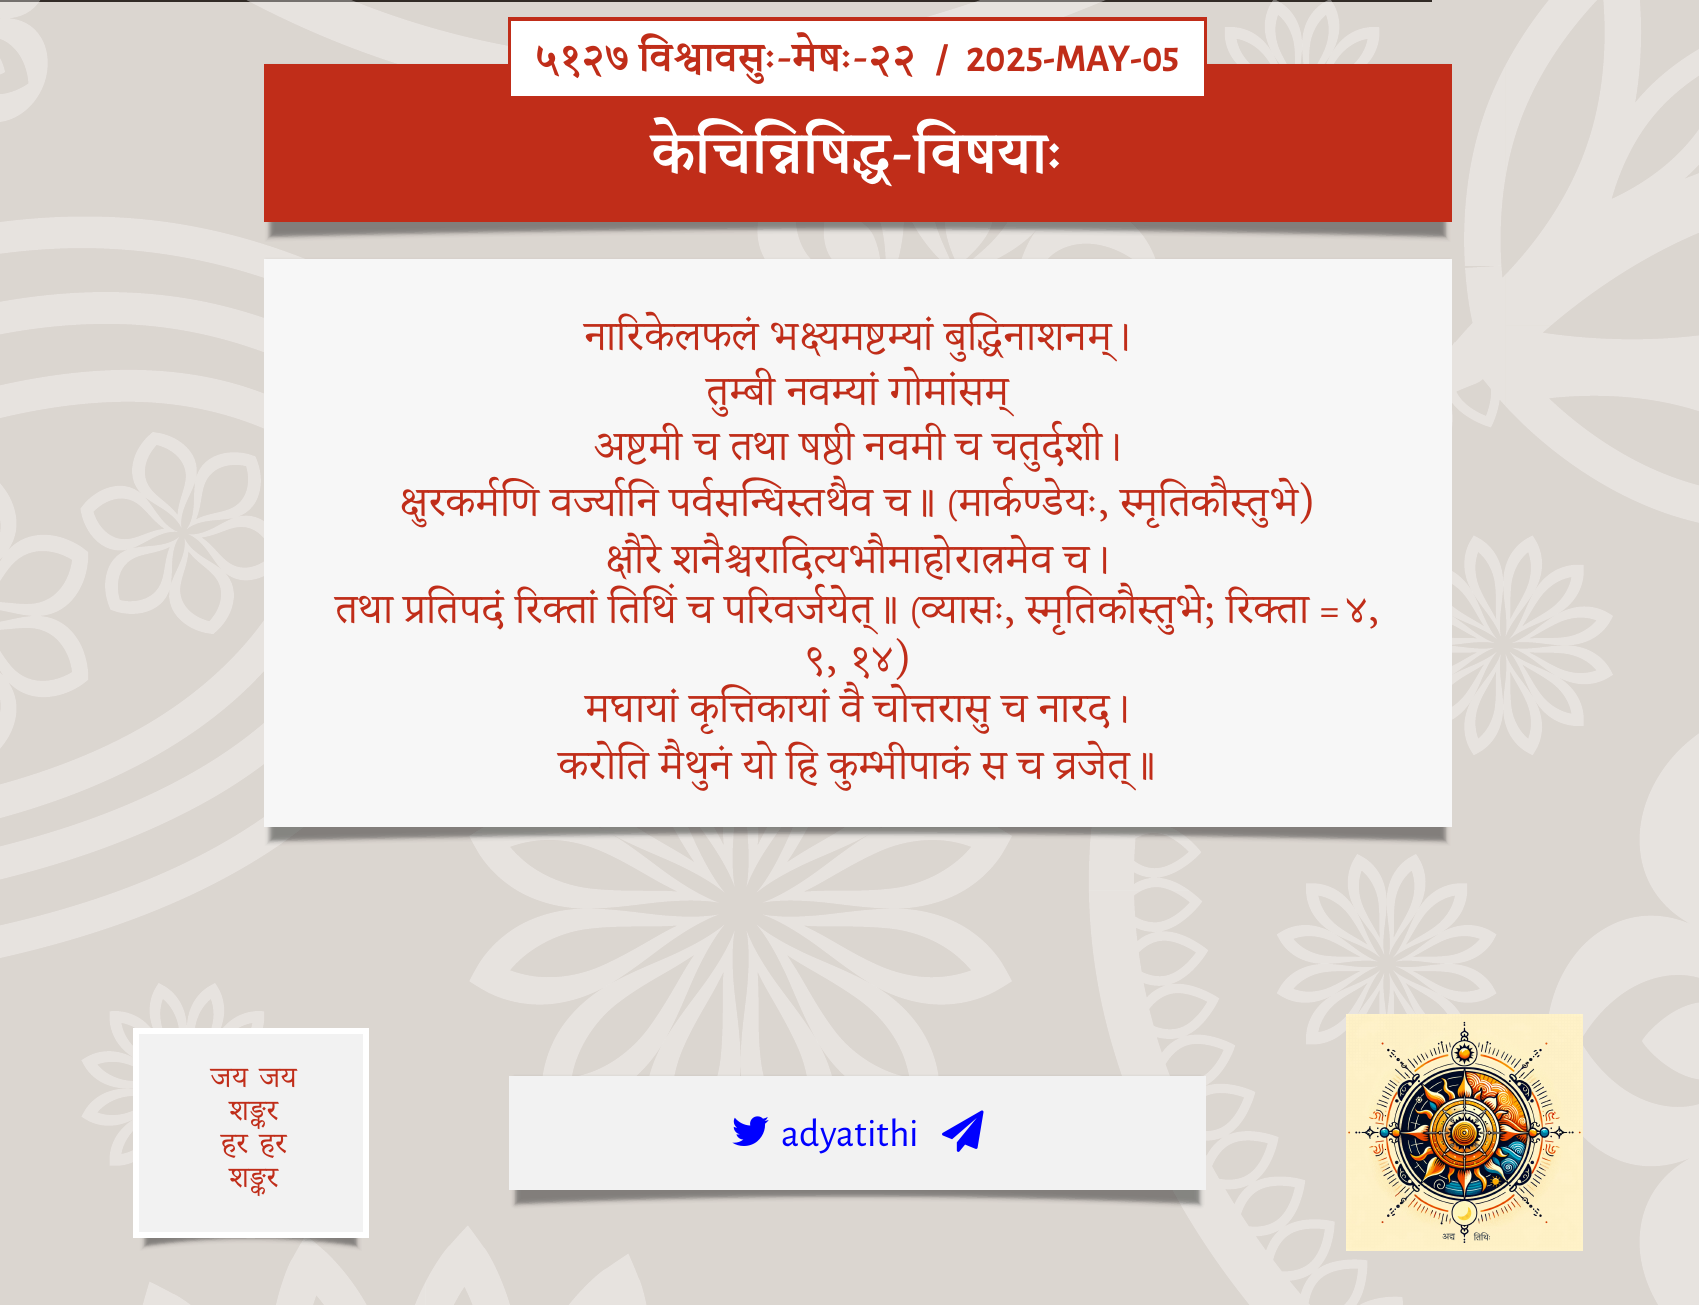 ५१२७ विश्वावसुः-मेषः-२२ / 2025-MAY-05
केचिन्निषिद्ध-विषयाः
नारिकेलफलं भक्ष्यमष्टम्यां बुद्धिनाशनम्।
तुम्बी नवम्यां गोमांसम्
अष्टमी च तथा षष्ठी नवमी च चतुर्दशी।
क्षुरकर्मणि वर्ज्यानि पर्वसन्धिस्तथैव च॥ (मार्कण्डेयः, स्मृतिकौस्तुभे)
क्षौरे शनैश्चरादित्यभौमाहोरात्रमेव च।
तथा प्रतिपदं रिक्तां तिथिं च परिवर्जयेत्॥ (व्यासः, स्मृतिकौस्तुभे; रिक्ता = ४,
९, १४)
मघायां कृत्तिकायां वै चोत्तरासु च नारद।
करोति मैथुनं यो हि कुम्भीपाकं स च व्रजेत्॥
जय जय
शङ्कर
हर हर
शङ्कर
adyatithi
अद्य तिथिः